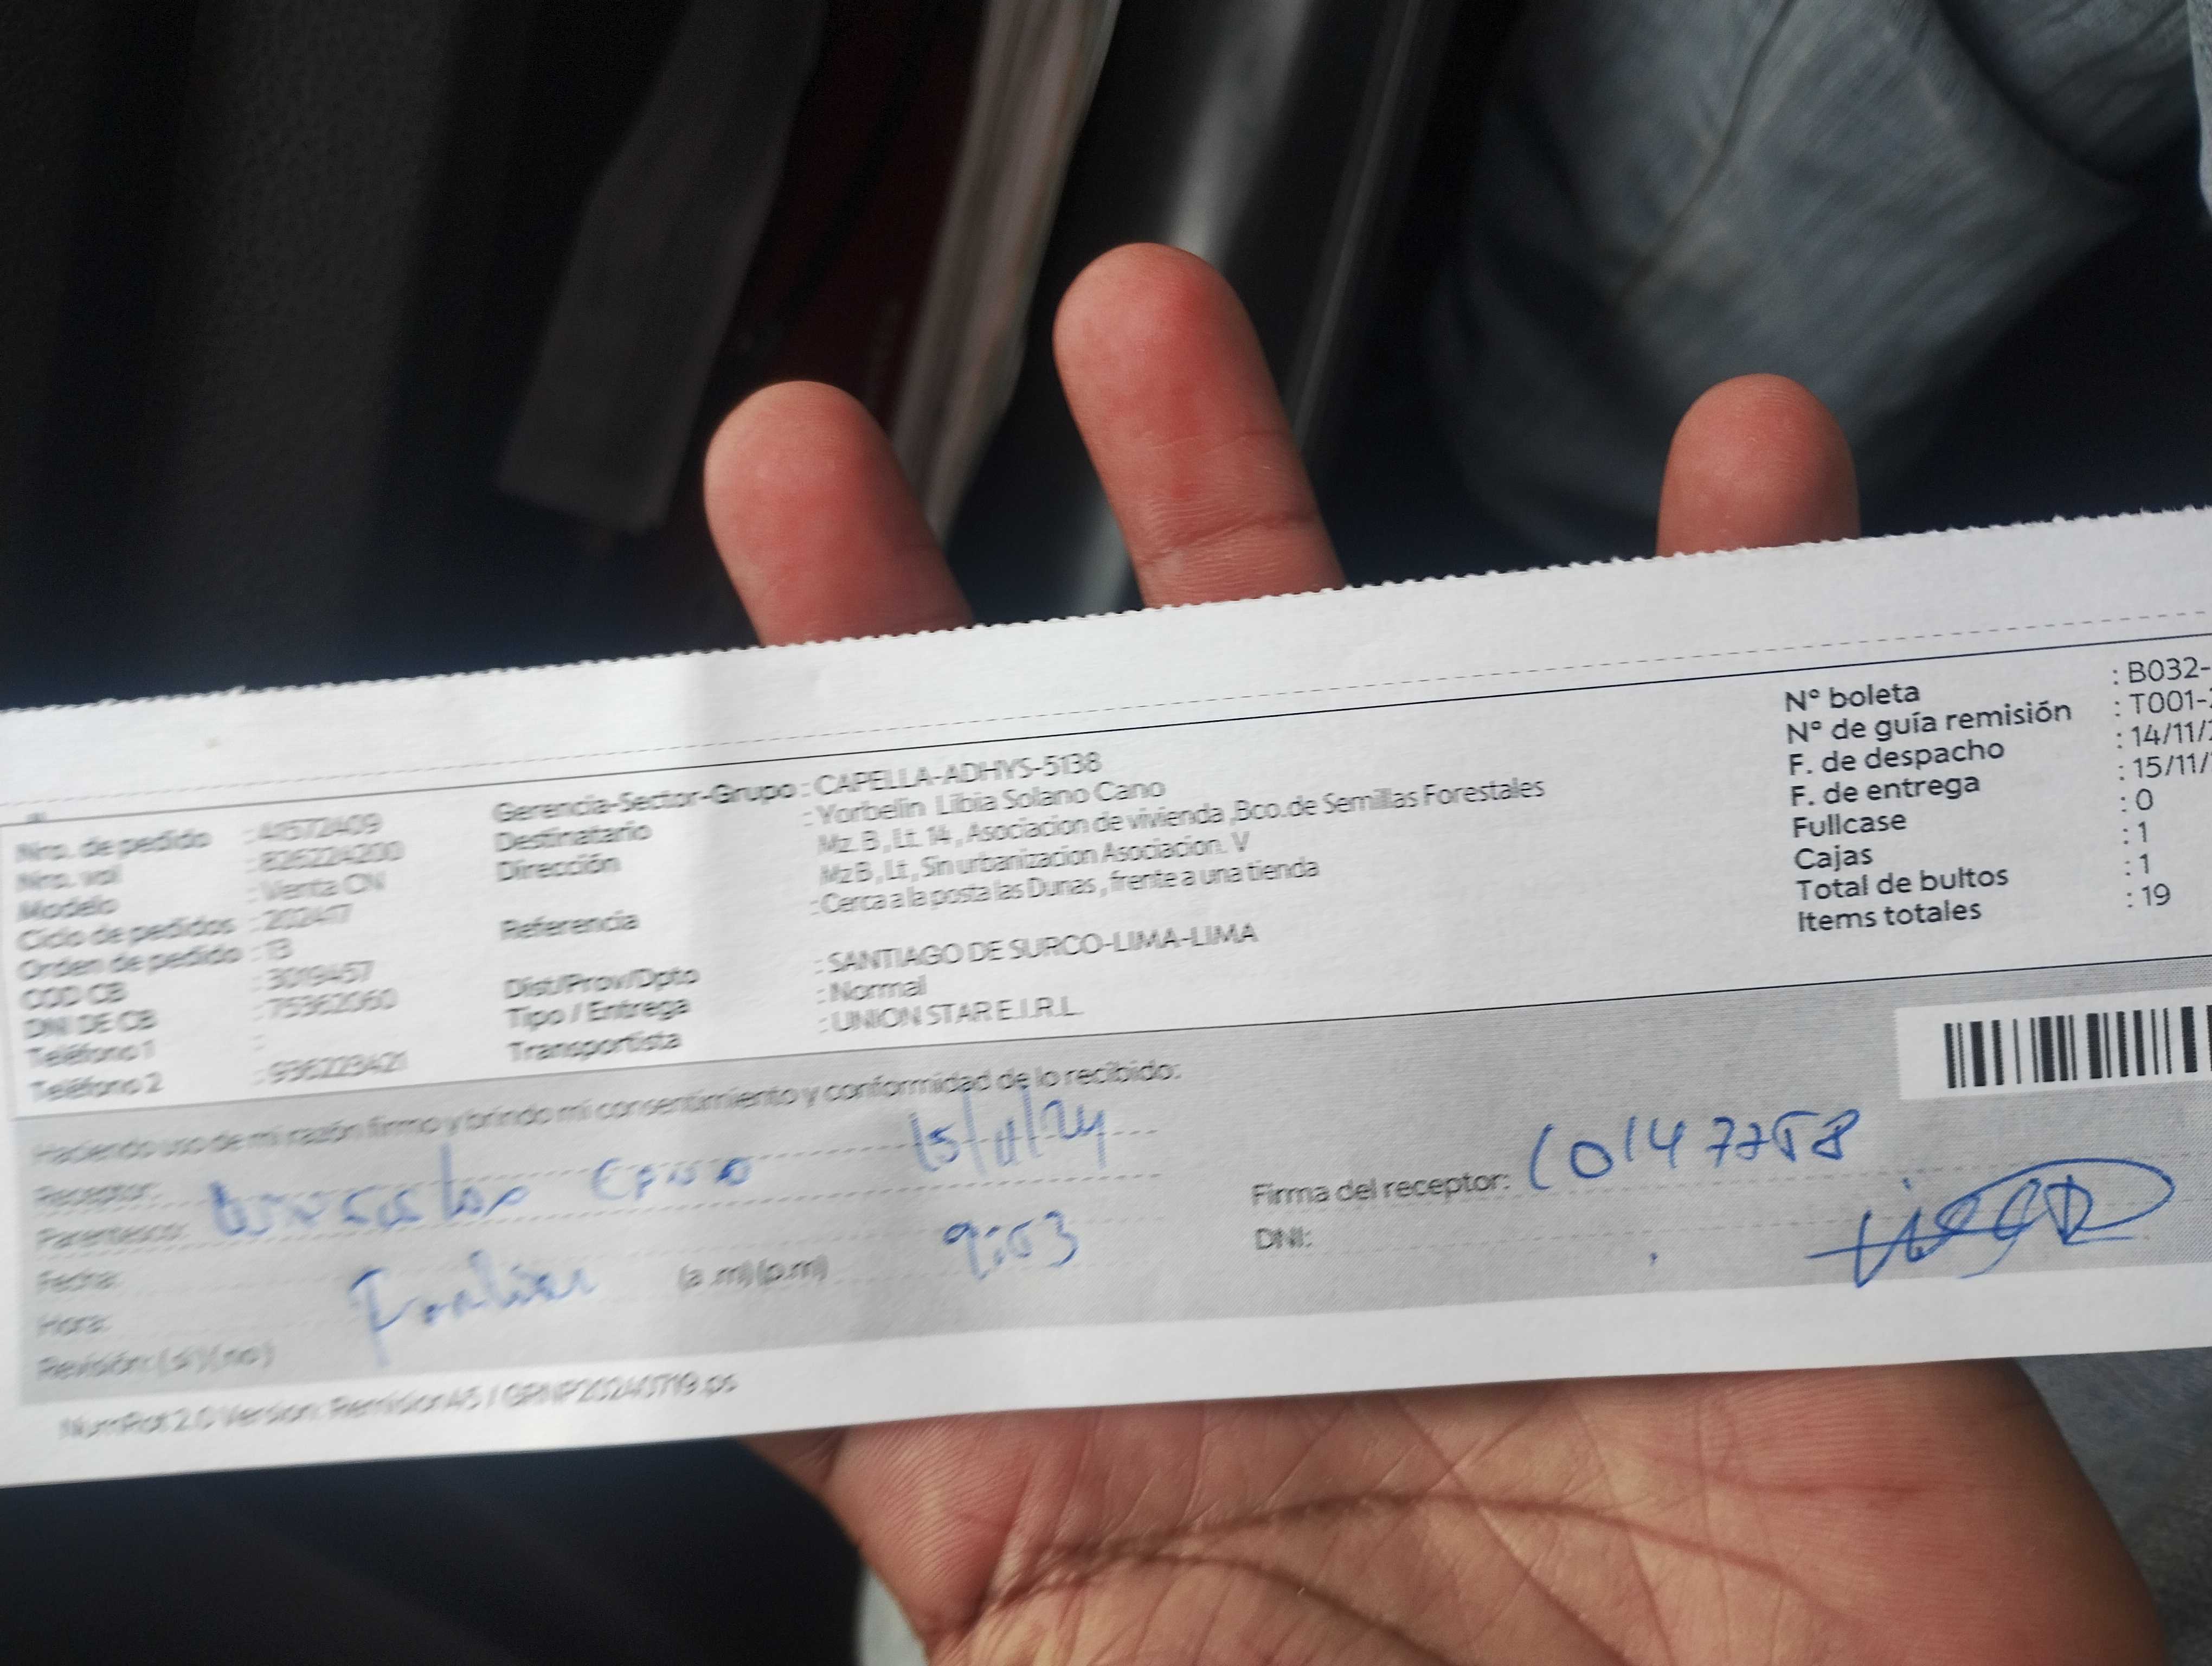 Nro. de pedido : 41572409
Nro. vol : 826224200
Modelo : Venta CN
Ciclo de pedidos : 202417
Orden de pedido : 13
COD CB : 3019457
DNI DE CB : 75362060
Teléfono 1 :
Teléfono 2 : 936223421
Gerencia-Sector-Grupo : CAPELLA-ADHYS-5138
Destinatario : Yorbelin Libia Solano Cano
Dirección : Mz. B , Lt. 14 , Asociacion de vivienda ,Bco.de Semillas Forestales
Mz B , Lt , Sin urbanizacion Asociacion. V
Referencia : Cerca a la posta las Dunas , frente a una tienda
Dist/Prov/Dpto : SANTIAGO DE SURCO-LIMA-LIMA
Tipo / Entrega : Normal
Transportista : UNION STAR E.I.R.L.
N° boleta : B032-
N° de guía remisión : T001-
F. de despacho : 14/11/
F. de entrega : 15/11/
Fullcase : 0
Cajas : 1
Total de bultos : 1
Items totales : 19
Haciendo uso de mi razón firmo y brindo mi consentimiento y conformidad de lo recibido:
Receptor:
Parentesco:
15/11/24
Fecha:
Hora:
(a .m) (p.m)
9:03
Revisión: ( si ) ( no )
Firma del receptor: 10147758
DNI:
NumRot 2.0 Version: RemisionA5 / GRNP20240719.ps